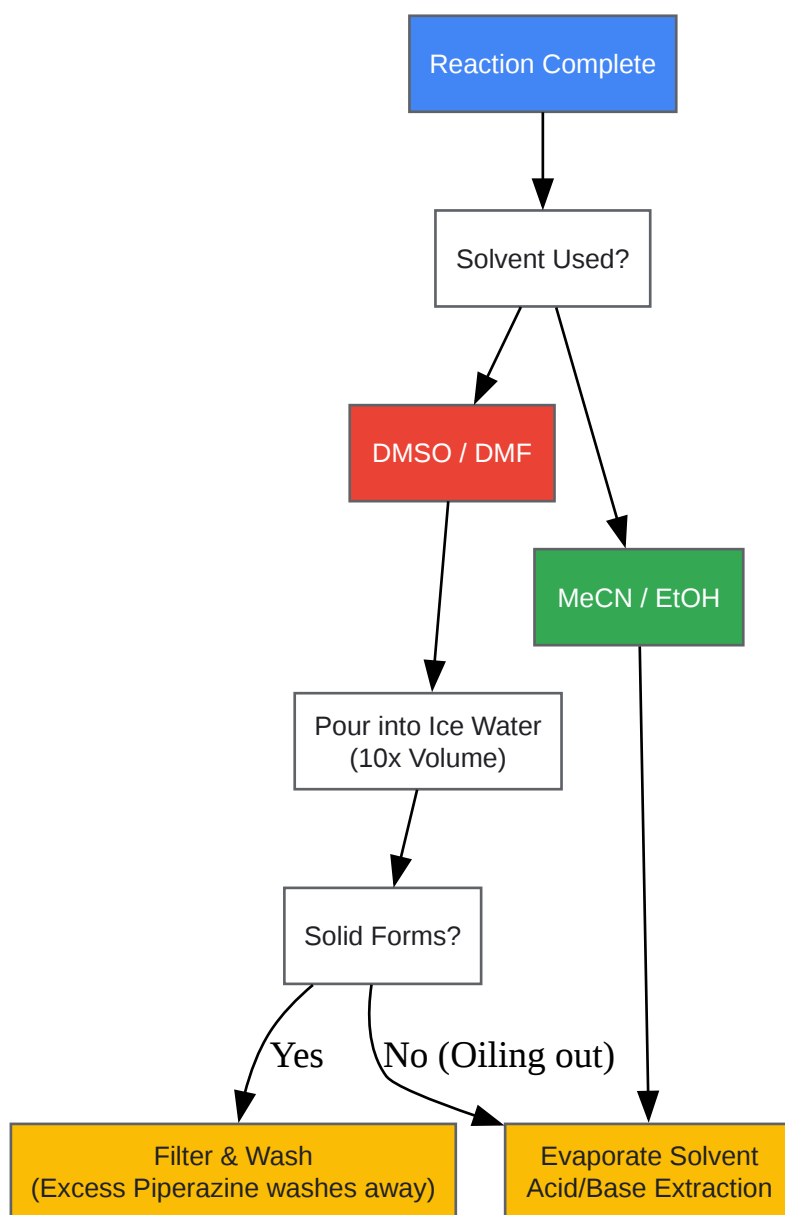 Reaction Complete
Solvent Used?
DMSO / DMF
MeCN / EtOH
Pour into Ice Water
(10x Volume)
Solid Forms?
Yes
No (Oiling out)
Filter & Wash
(Excess Piperazine washes away)
Evaporate Solvent
Acid/Base Extraction